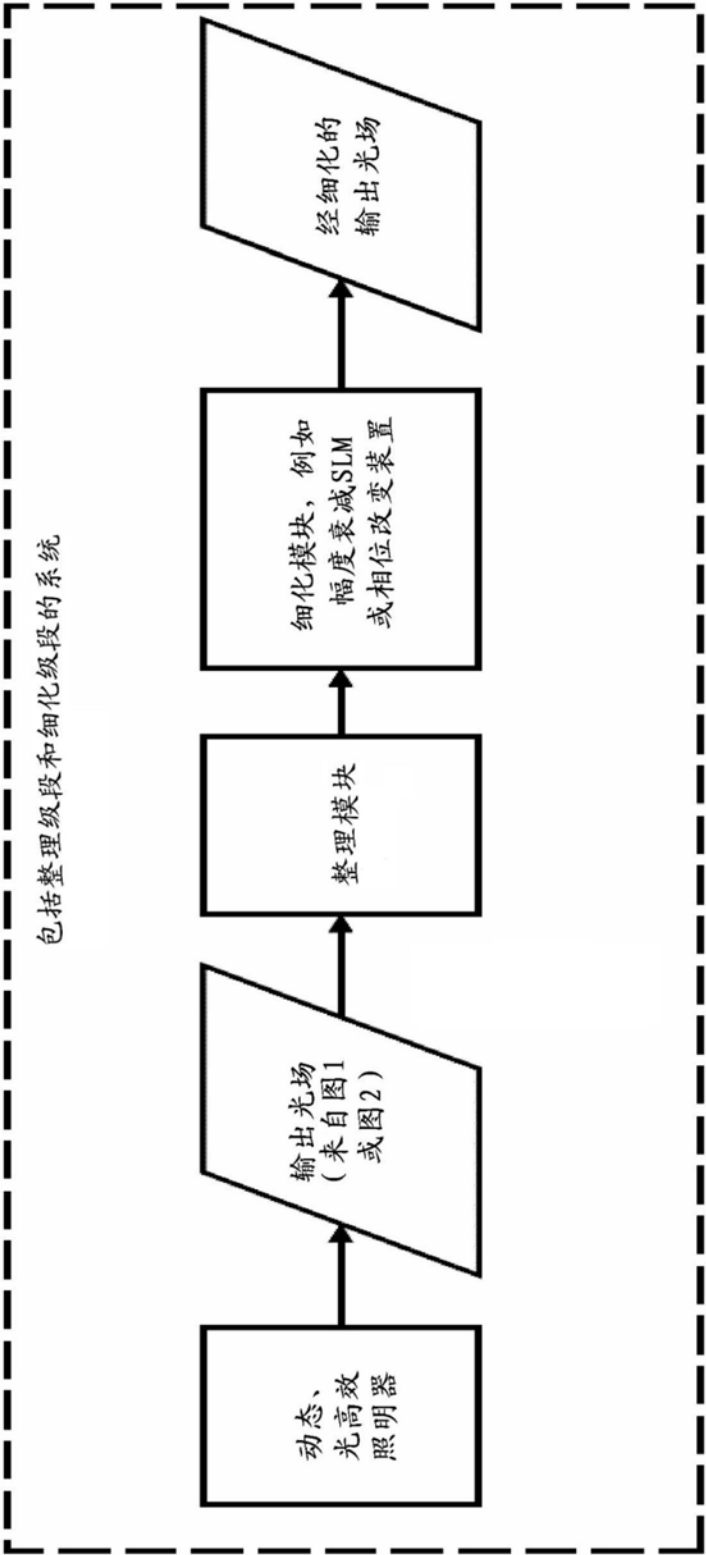 包括整理级段和细化级段的系统
动态、
光高效
照明器
输出光场
(来自图1
或图2)
整理模块
细化模块，例如
幅度衰减SLM
或相位改变装置
经细化的
输出光场